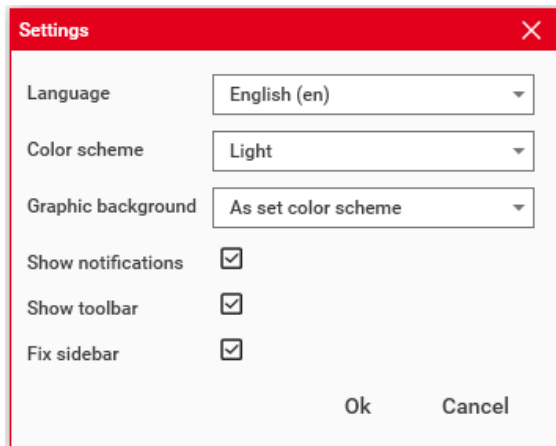 Settings
Language English (en)
Color scheme Light
Graphic background As set color scheme
Show notifications
Show toolbar
Fix sidebar
Ok Cancel